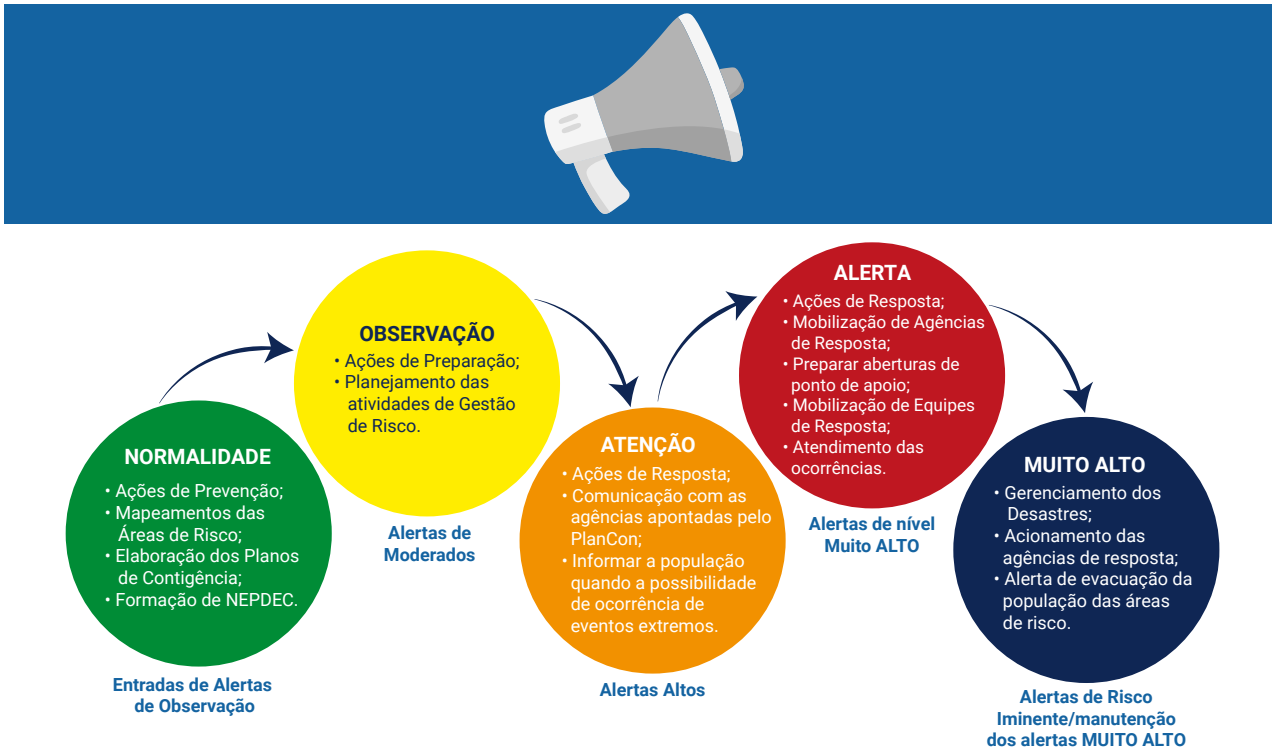 NORMALIDADE
• Ações de Prevenção;
• Mapeamentos das
Áreas de Risco;
• Elaboração dos Planos
de Contigência;
• Formação de NEPDEC.
Entradas de Alertas
de Observação
OBSERVAÇÃO
• Ações de Preparação;
• Planejamento das
atividades de Gestão
de Risco.
Alertas de
Moderados
ATENÇÃO
• Ações de Resposta;
• Comunicação com as
agências apontadas pelo
PlanCon;
• Informar a população
quando a possibilidade
de ocorrência de
eventos extremos.
Alertas Altos
ALERTA
• Ações de Resposta;
• Mobilização de Agências
de Resposta;
• Preparar aberturas de
ponto de apoio;
• Mobilização de Equipes
de Resposta;
• Atendimento das
ocorrências.
Alertas de nível
Muito ALTO
MUITO ALTO
• Gerenciamento dos
Desastres;
• Acionamento das
agências de resposta;
• Alerta de evacuação da
população das áreas
de risco.
Alertas de Risco
Iminente/manutenção
dos alertas MUITO ALTO